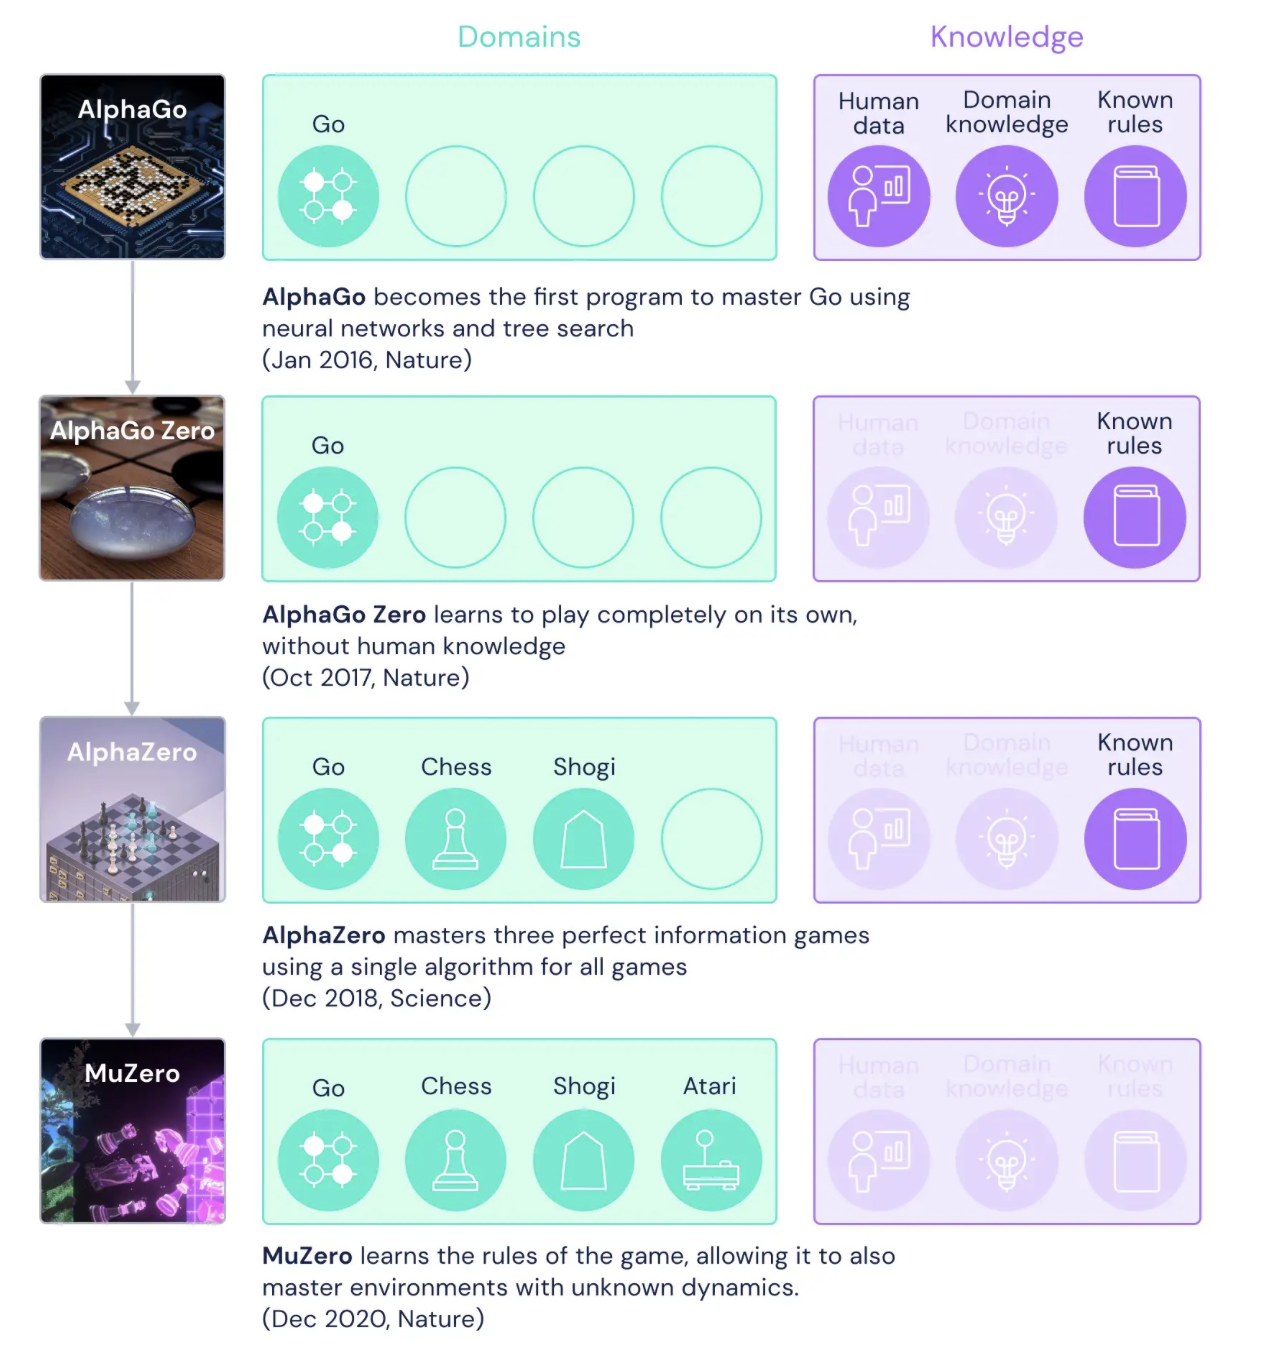 Domains
Knowledge
AlphaGo
Go
Human
data
Domain
knowledge
Known
rules
AlphaGo becomes the first program to master Go using
neural networks and tree search
(Jan 2016, Nature)
AlphaGo Zero
Go
Human
data
Domain
knowledge
Known
rules
AlphaGo Zero learns to play completely on its own,
without human knowledge
(Oct 2017, Nature)
AlphaZero
Go
Chess
Shogi
Human
data
Domain
knowledge
Known
rules
AlphaZero masters three perfect information games
using a single algorithm for all games
(Dec 2018, Science)
MuZero
Go
Chess
Shogi
Atari
Human
data
Domain
knowledge
Known
rules
MuZero learns the rules of the game, allowing it to also
master environments with unknown dynamics.
(Dec 2020, Nature)